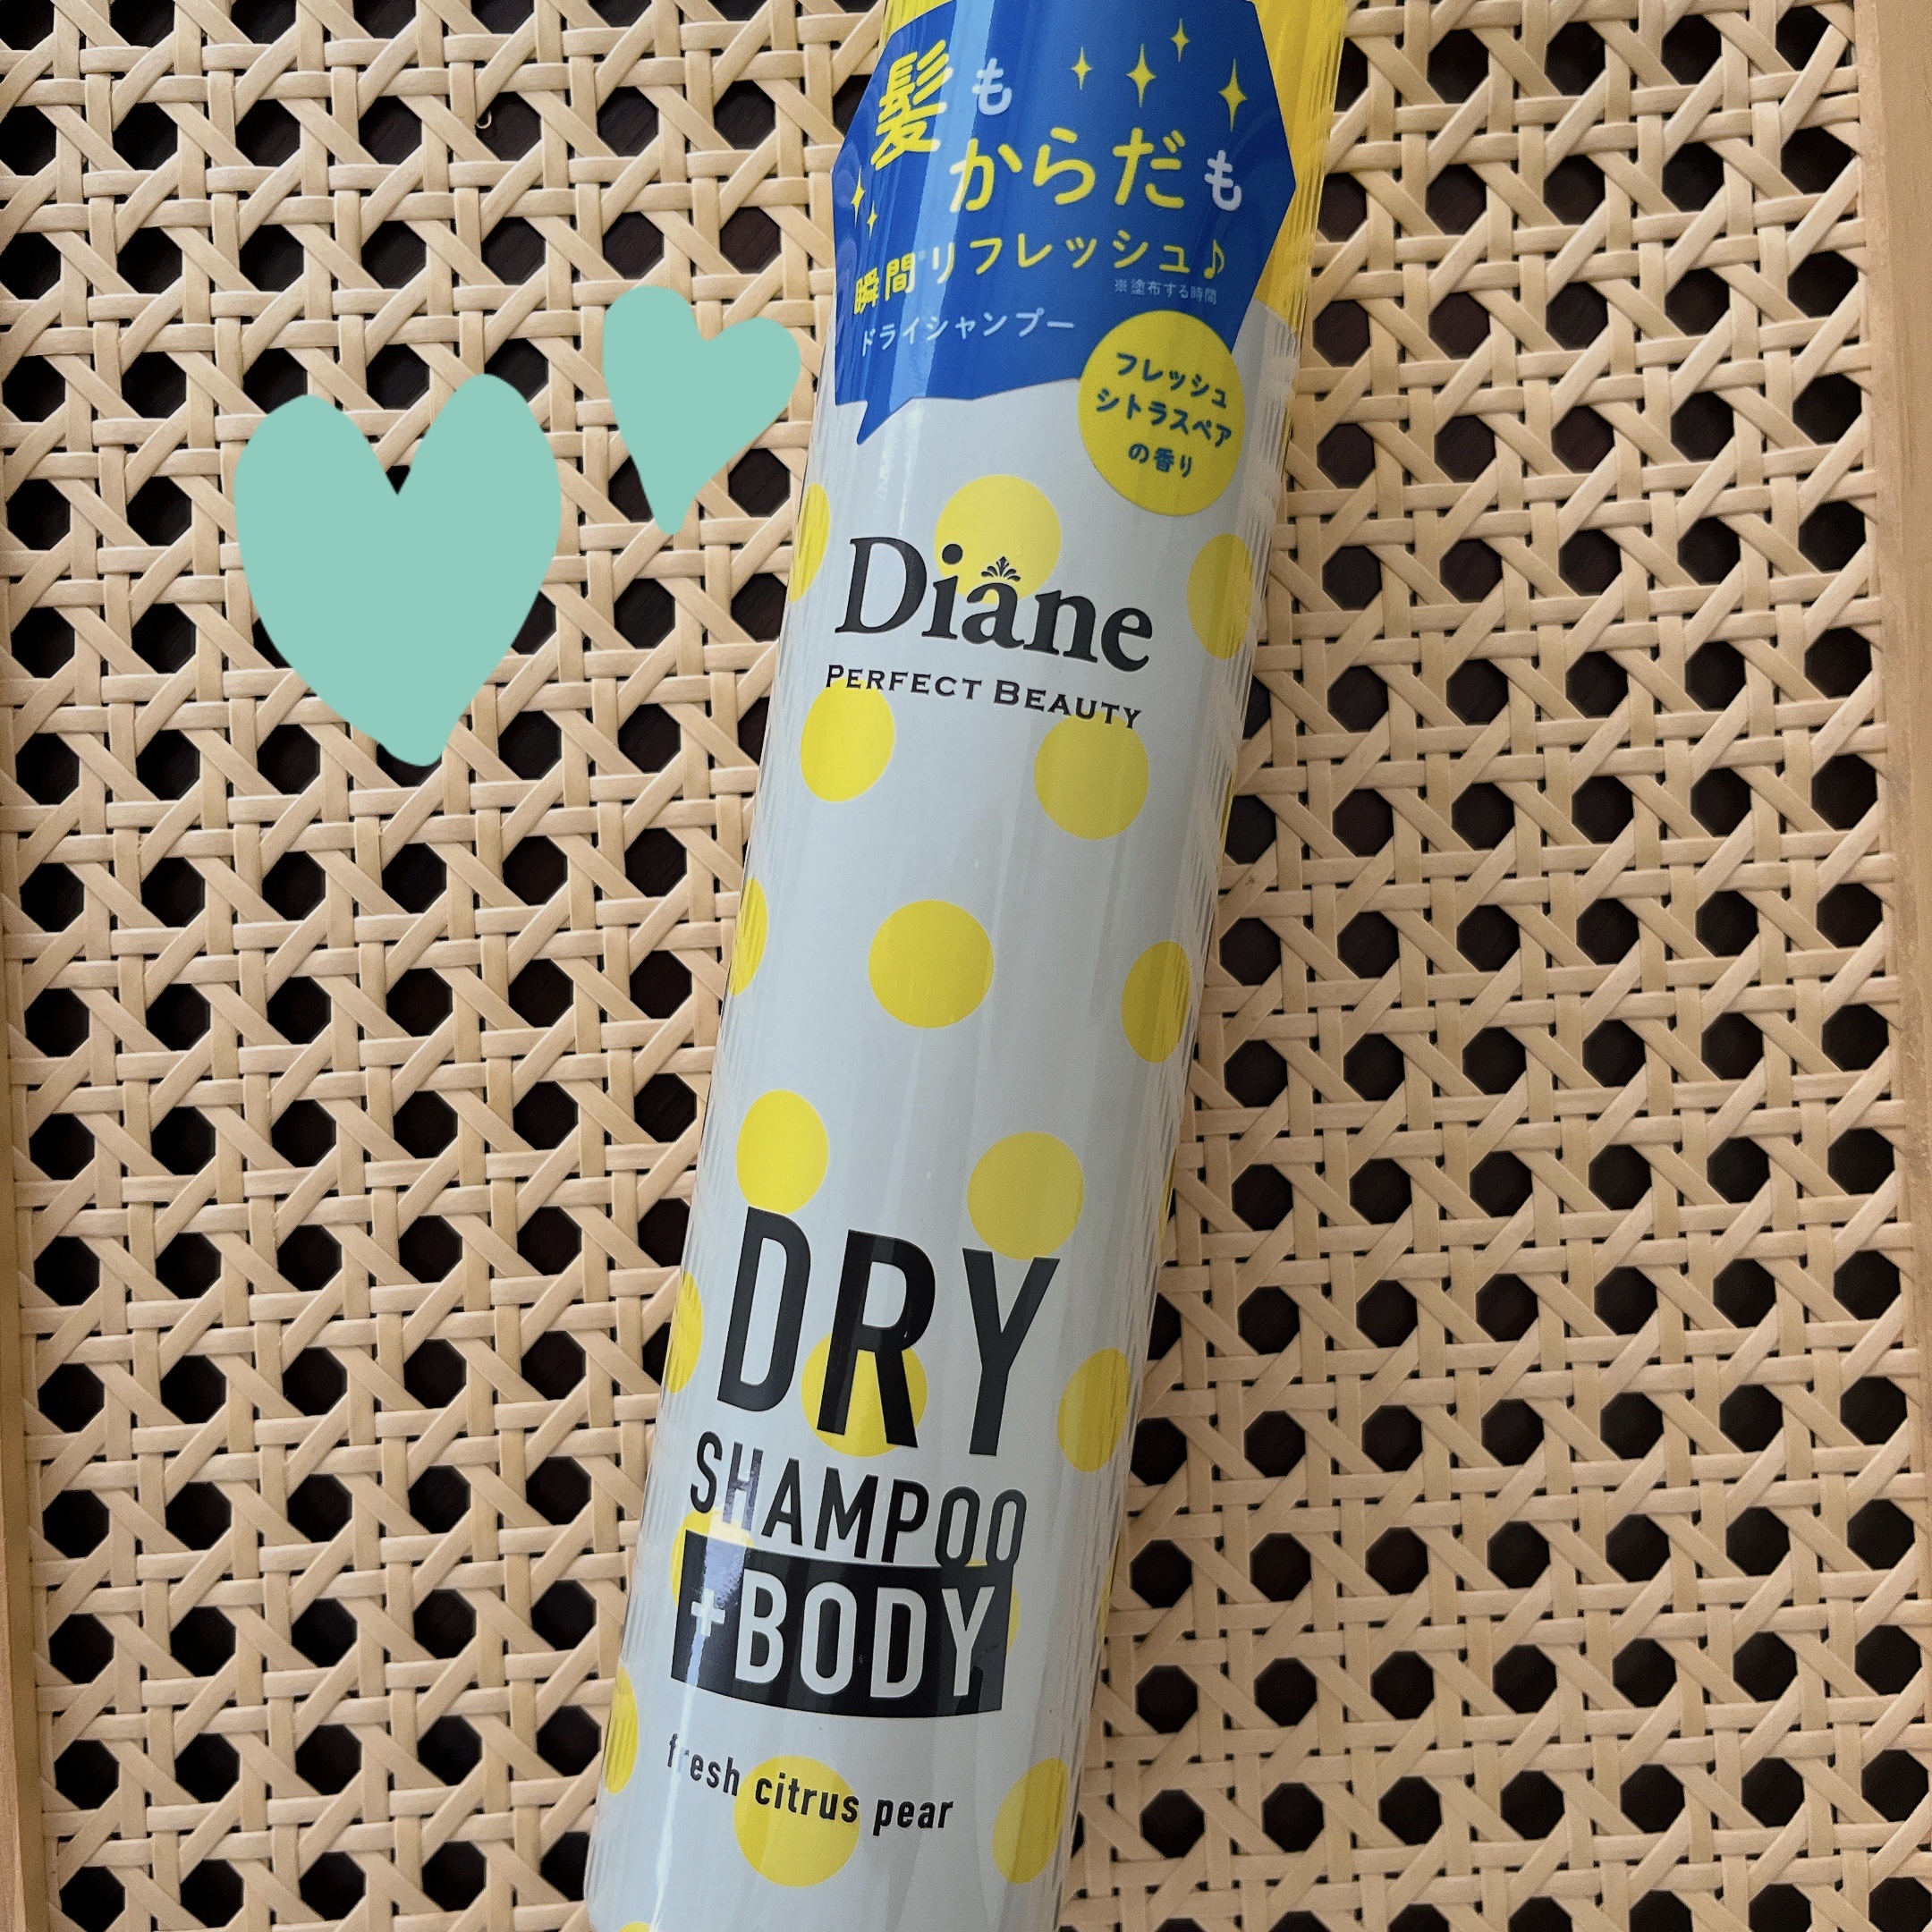 髪も
からだも
瞬間※リフレッシュ♪
※塗布する時間
ドライシャンプー
フレッシュ
シトラスペア
の香り
Diane
PERFECT BEAUTY
DRY
SHAMPOO
+BODY
fresh citrus pear